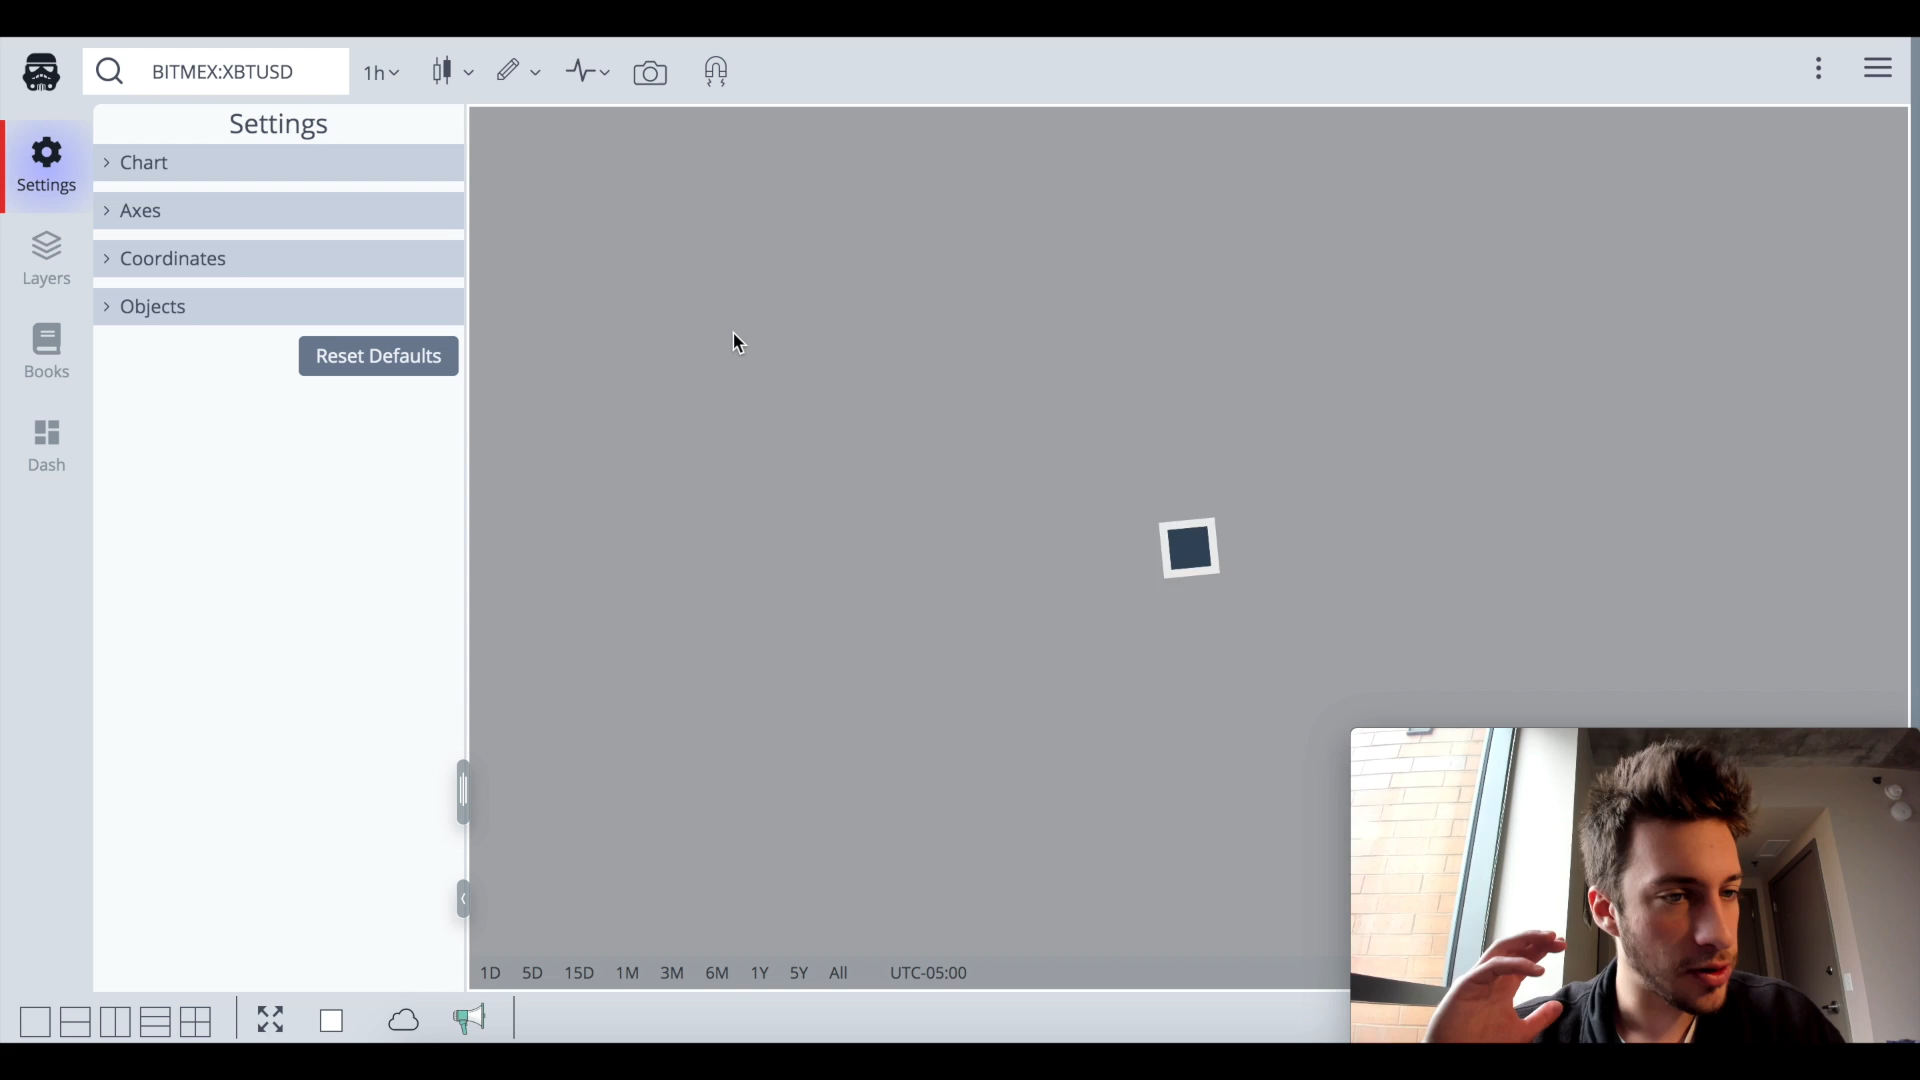 BITMEX:XBTUSD
1h
Settings
Settings
Chart
Axes
Coordinates
Objects
Reset Defaults
Layers
Books
Dash
1D 5D 15D 1M 3M 6M 1Y 5Y All UTC-05:00